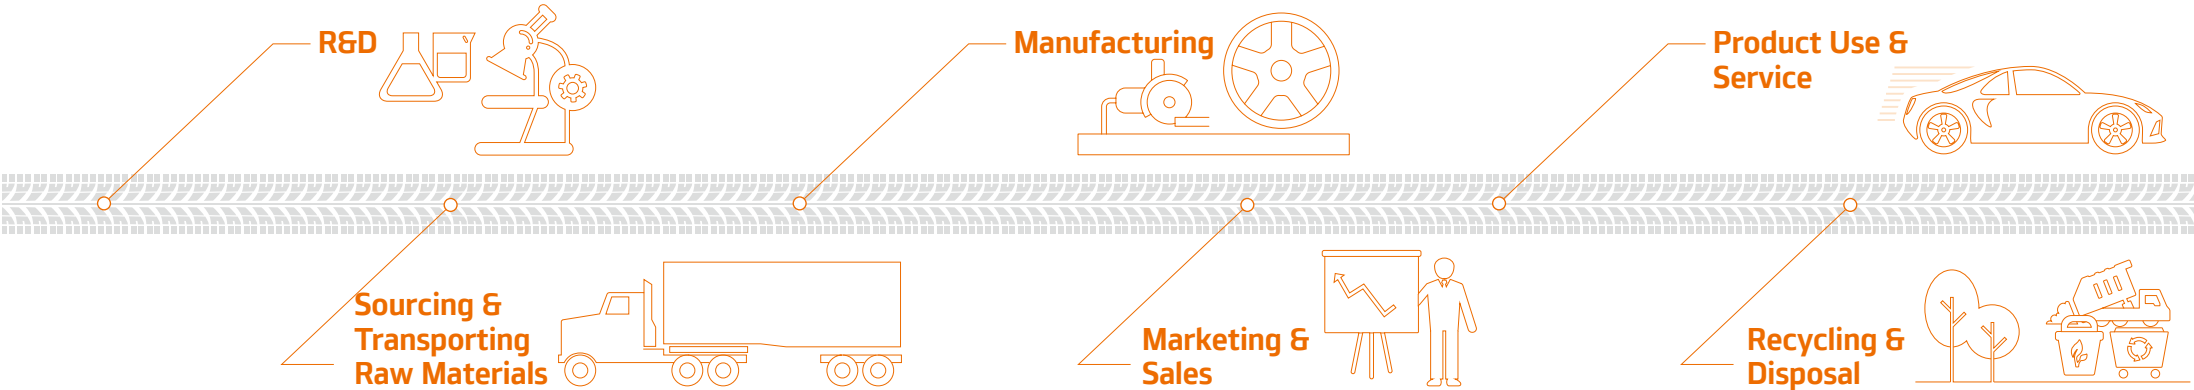 R&D
Sourcing &
Transporting
Raw Materials
Manufacturing
Marketing &
Sales
Product Use &
Service
Recycling &
Disposal